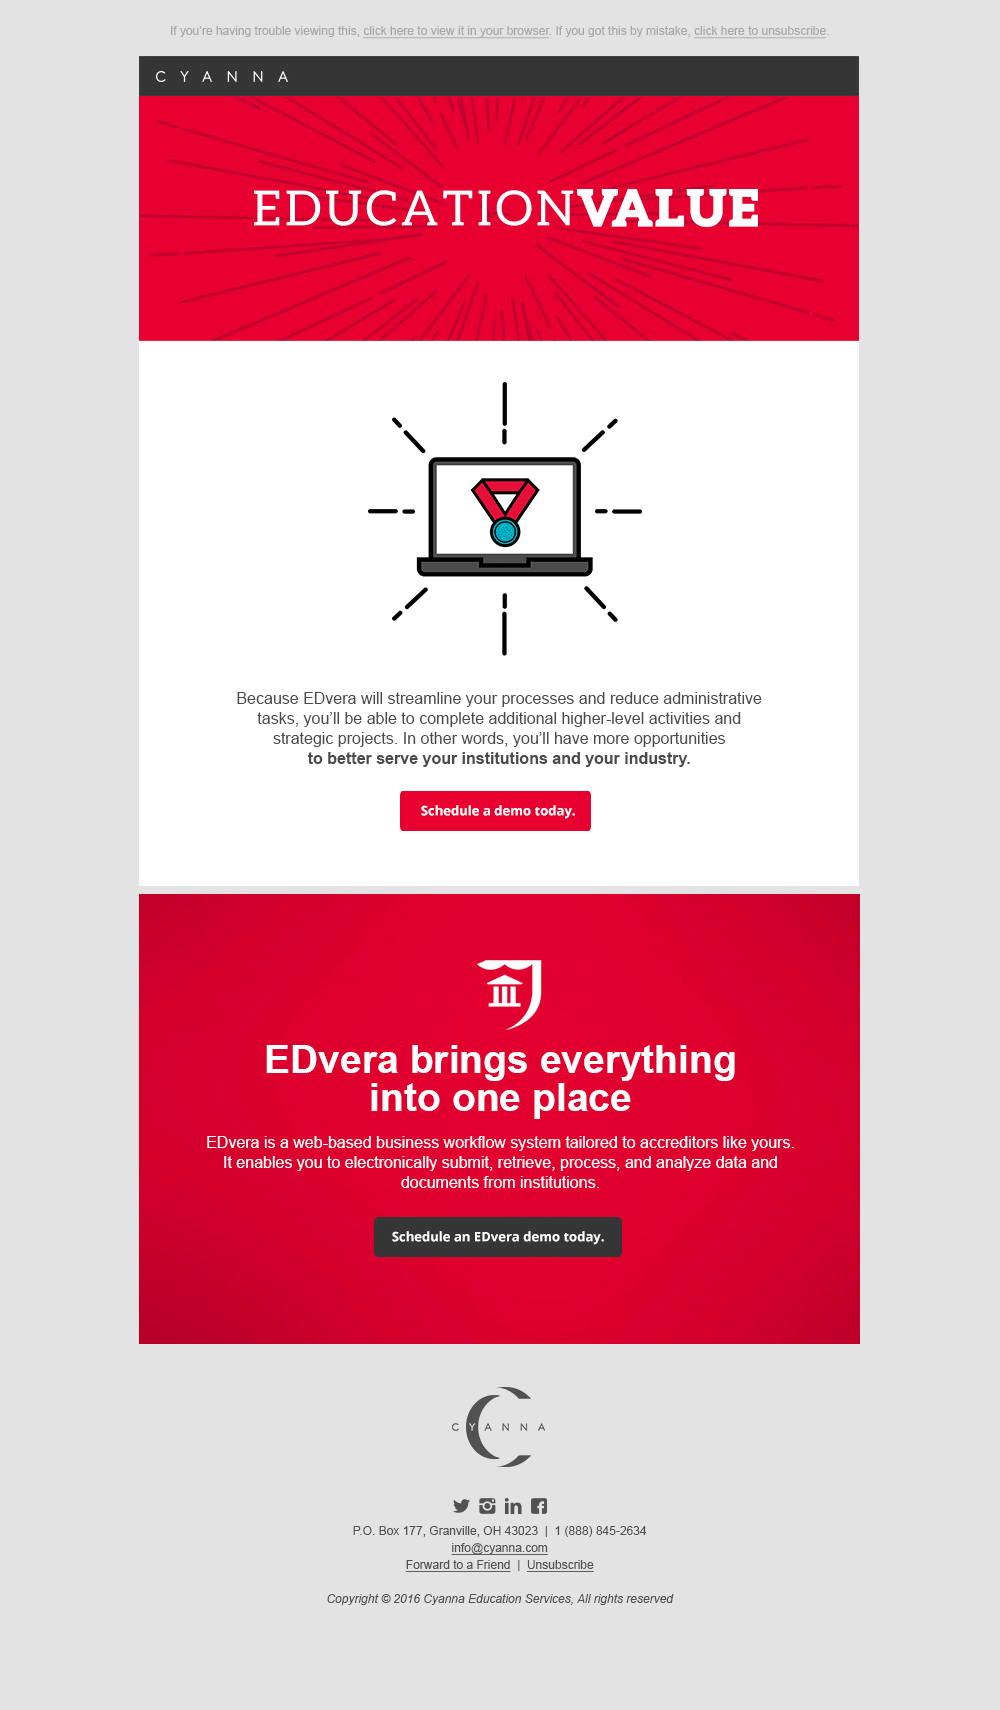 If you're having trouble viewing this, click here to view it in your browser. If you got this by mistake, click here to unsubscribe.
CYANNA
EDUCATIONVALUE
Because EDvera will streamline your processes and reduce administrative
tasks, you'll be able to complete additional higher-level activities and
strategic projects. In other words, you'll have more opportunities
to better serve your institutions and your industry.
Schedule a demo today.
EDvera brings everything
into one place
EDvera is a web-based business workflow system tailored to accreditors like yours.
It enables you to electronically submit, retrieve, process, and analyze data and
documents from institutions.
Schedule an EDvera demo today.
CYANNA
P.O. Box 177, Granville, OH 43023 | 1 (888) 845-2634
info@cyanna.com
Forward to a Friend | Unsubscribe
Copyright © 2016 Cyanna Education Services, All rights reserved